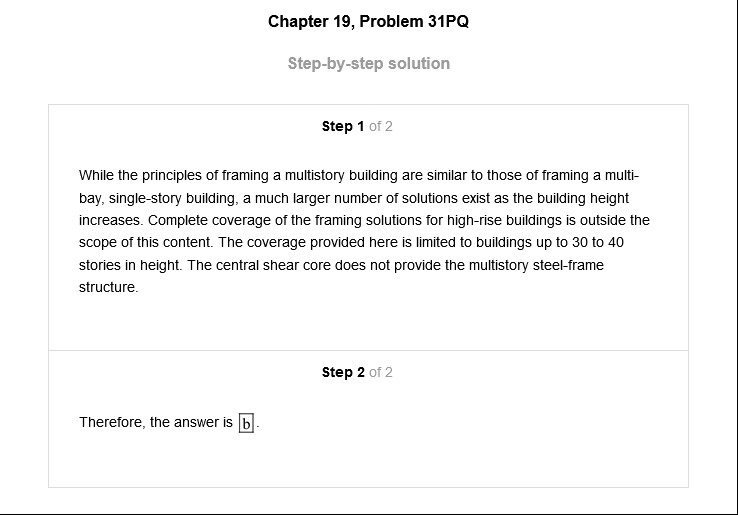 Chapter 19, Problem 31PQ
Step-by-step solution
Step 1 of 2
While the principles of framing a multistory building are similar to those of framing a multi-
bay, single-story building, a much larger number of solutions exist as the building height
increases. Complete coverage of the framing solutions for high-rise buildings is outside the
scope of this content. The coverage provided here is limited to buildings up to 30 to 40
stories in height. The central shear core does not provide the multistory steel-frame
structure.
Step 2 of 2
Therefore, the answer is b.